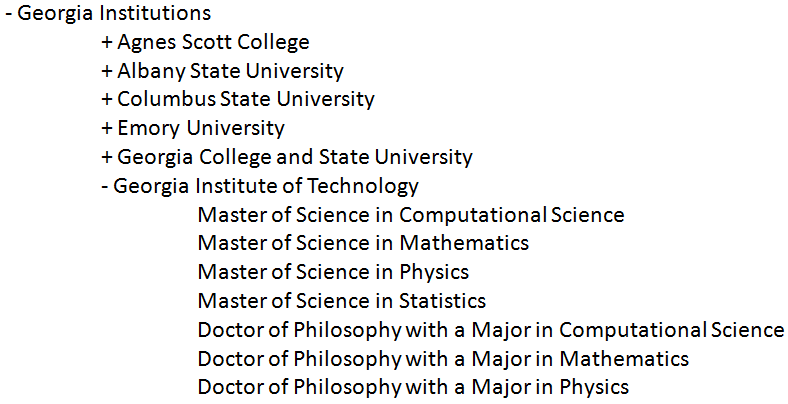 - Georgia Institutions
+ Agnes Scott College
+ Albany State University
+ Columbus State University
+ Emory University
+ Georgia College and State University
- Georgia Institute of Technology
Master of Science in Computational Science
Master of Science in Mathematics
Master of Science in Physics
Master of Science in Statistics
Doctor of Philosophy with a Major in Computational Science
Doctor of Philosophy with a Major in Mathematics
Doctor of Philosophy with a Major in Physics